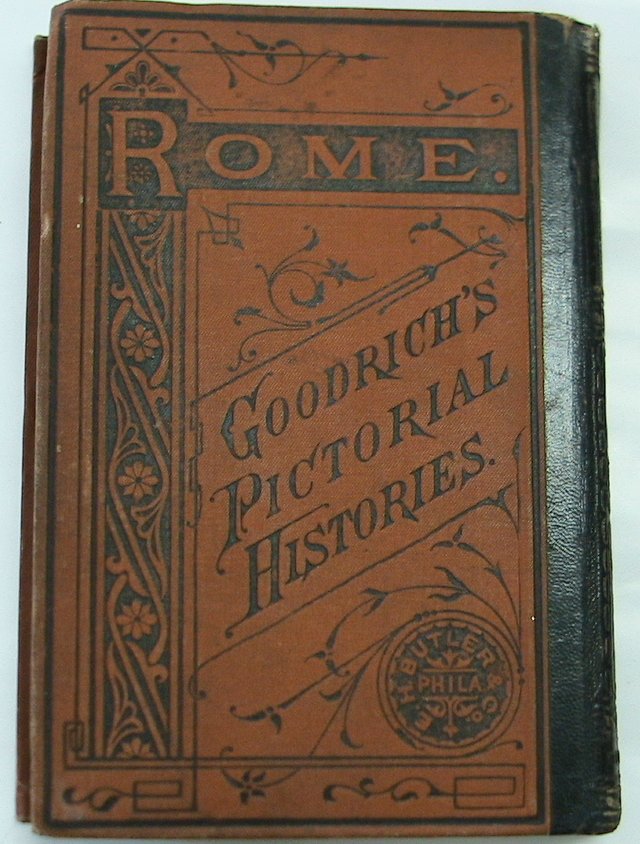 ROME.
GOODRICH'S
PICTORIAL
HISTORIES.
E. H. BUTLER & CO.
PHILA